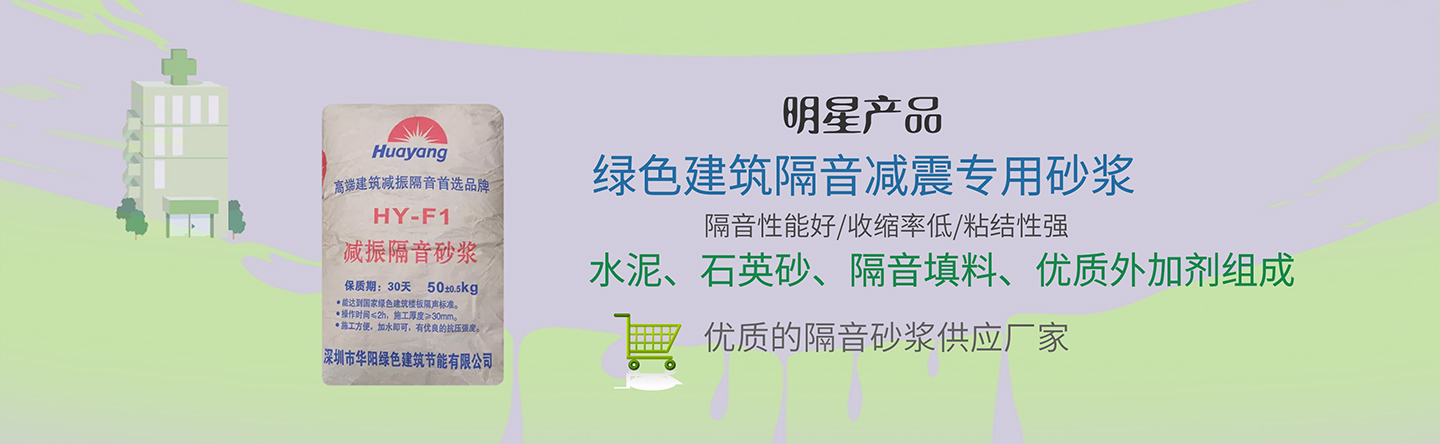 Huayang
高端建筑减振隔音首选品牌
HY-F1
减振隔音砂浆
保质期：30天 50±0.5kg
•能达到国家绿色建筑楼板隔声标准。
•操作时间≤2h，施工厚度≥30mm。
•施工方便，加水即可，有优良的抗压强度。
深圳市华阳绿色建筑节能有限公司
明星产品
绿色建筑隔音减震专用砂浆
隔音性能好/收缩率低/粘结性强
水泥、石英砂、隔音填料、优质外加剂组成
优质的隔音砂浆供应厂家